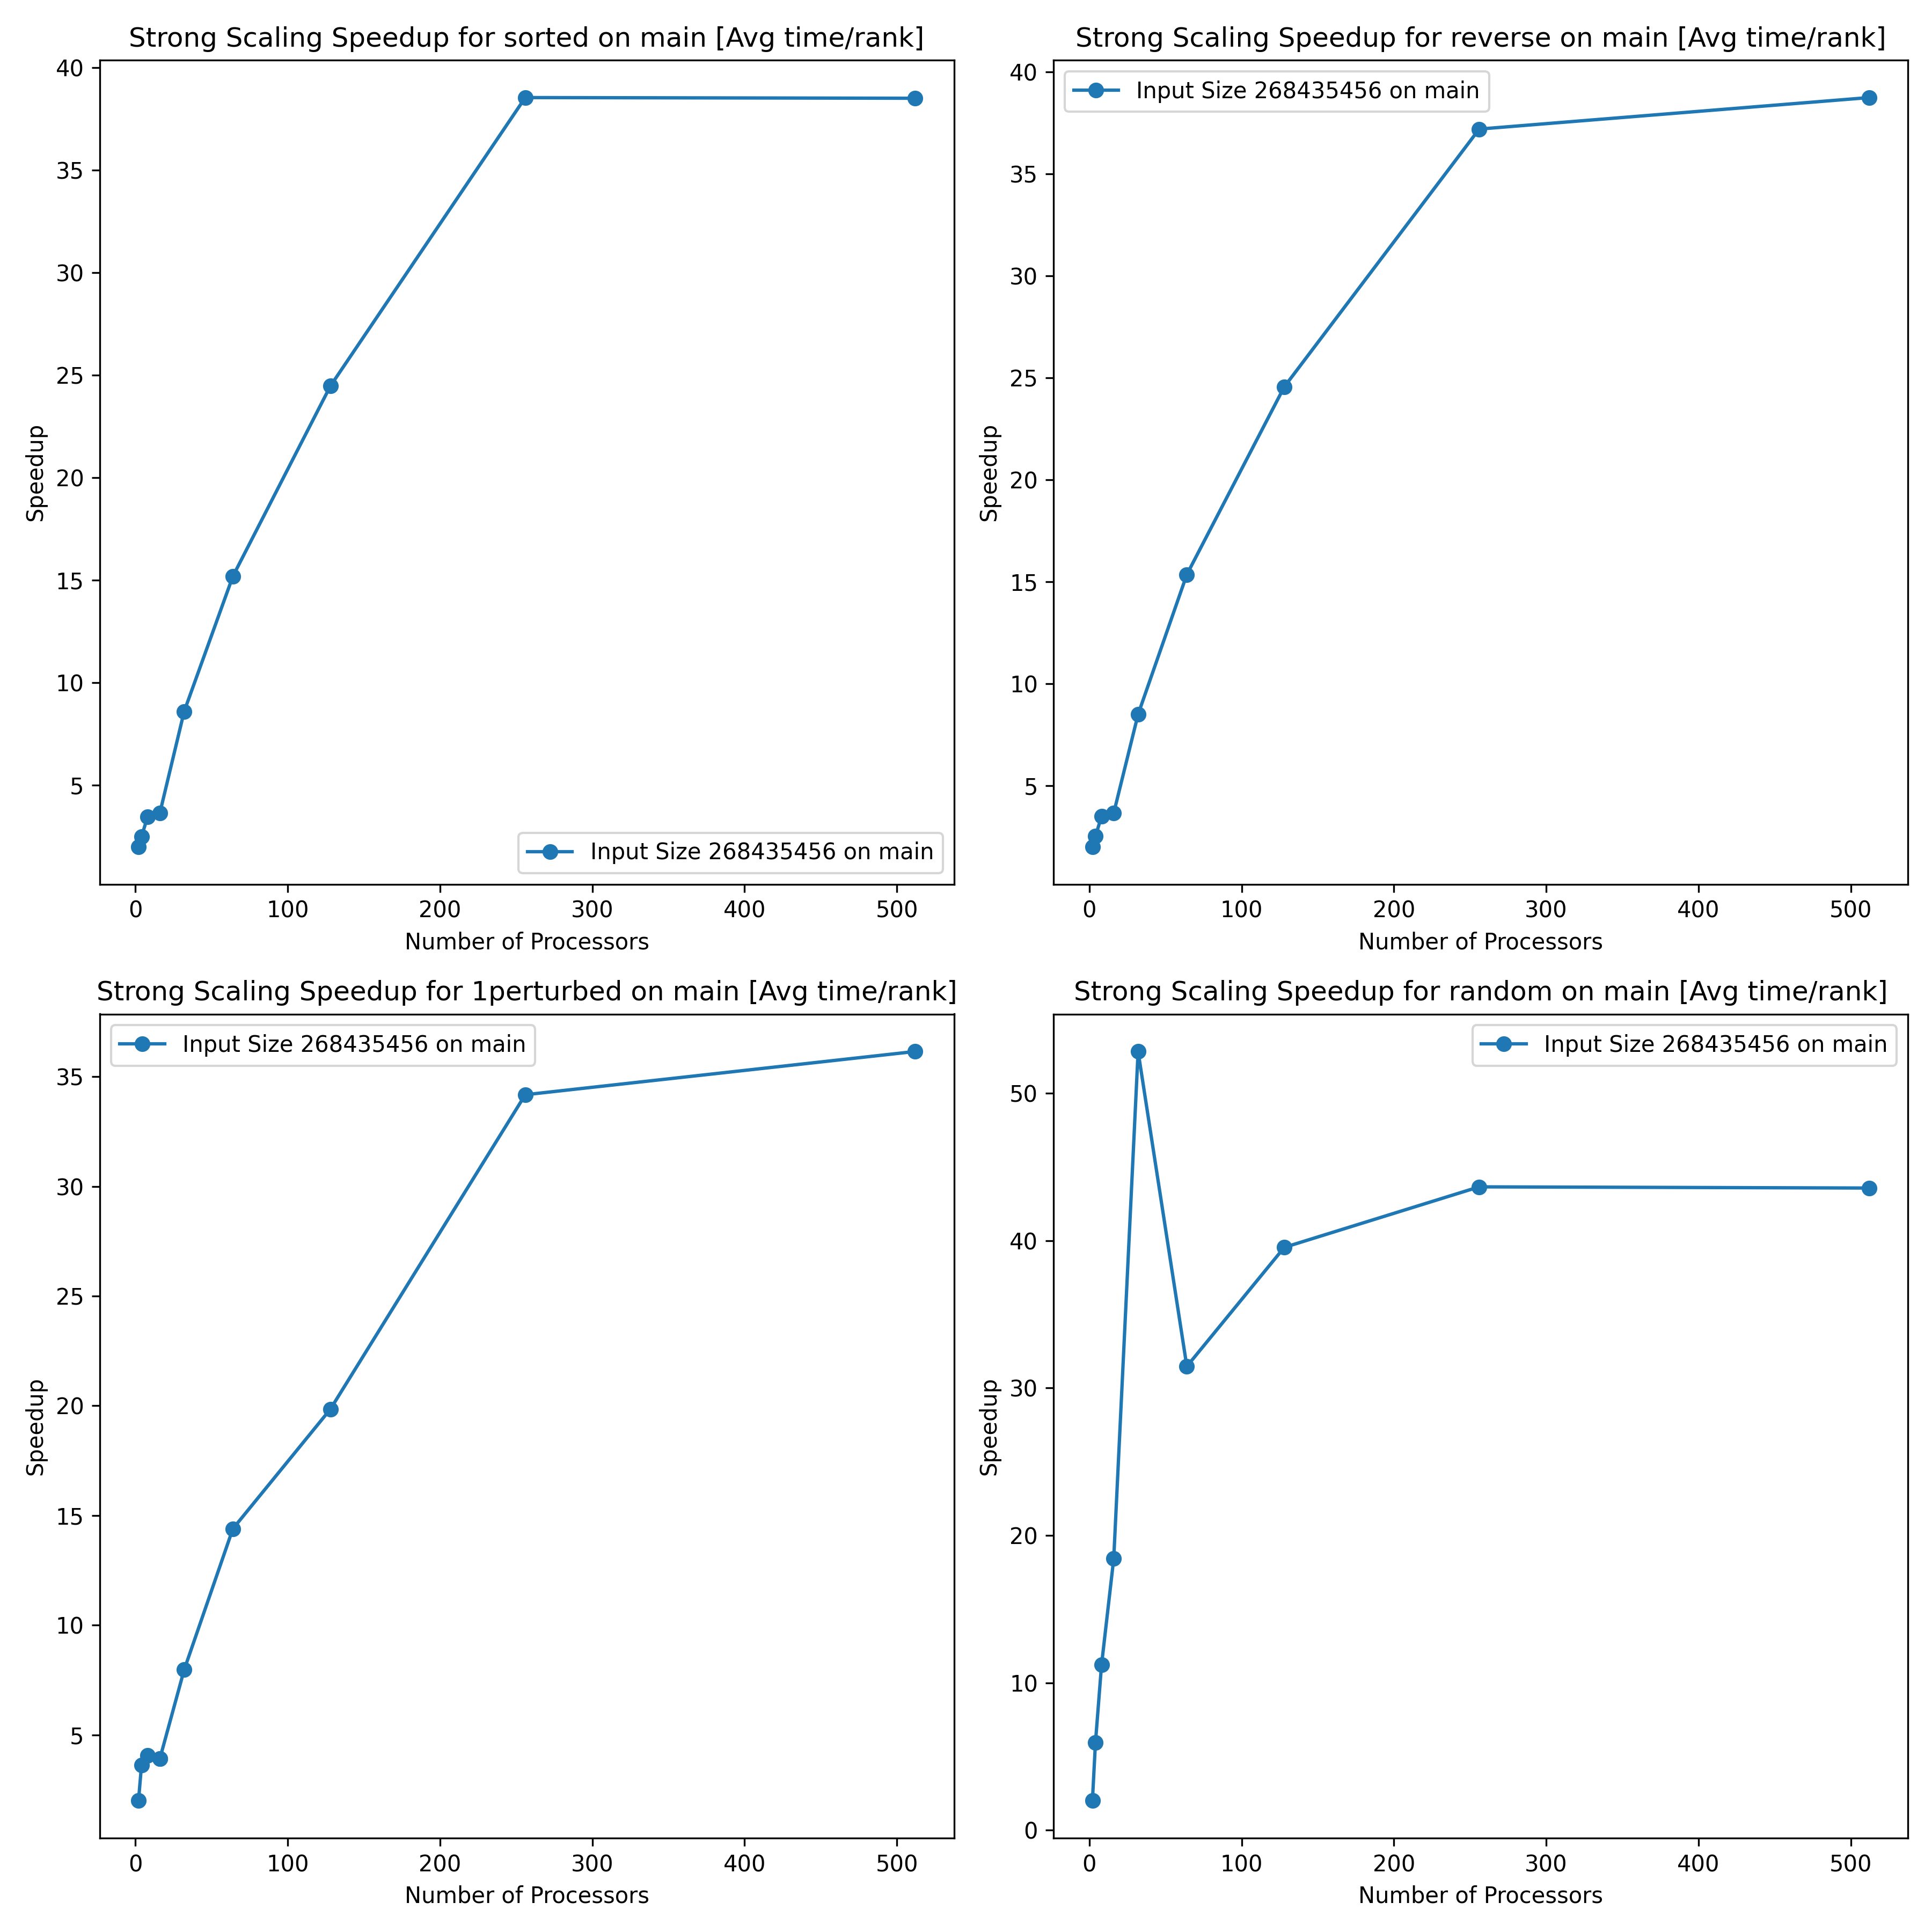 Strong Scaling Speedup for sorted on main [Avg time/rank]
40
35
30
25
20
15
10
5
Speedup
Input Size 268435456 on main
0 100 200 300 400 500
Number of Processors
Strong Scaling Speedup for reverse on main [Avg time/rank]
Input Size 268435456 on main
40
35
30
25
20
15
10
5
Speedup
0 100 200 300 400 500
Number of Processors
Strong Scaling Speedup for 1perturbed on main [Avg time/rank]
Input Size 268435456 on main
35
30
25
20
15
10
5
Speedup
0 100 200 300 400 500
Number of Processors
Strong Scaling Speedup for random on main [Avg time/rank]
Input Size 268435456 on main
50
40
30
20
10
0
Speedup
0 100 200 300 400 500
Number of Processors